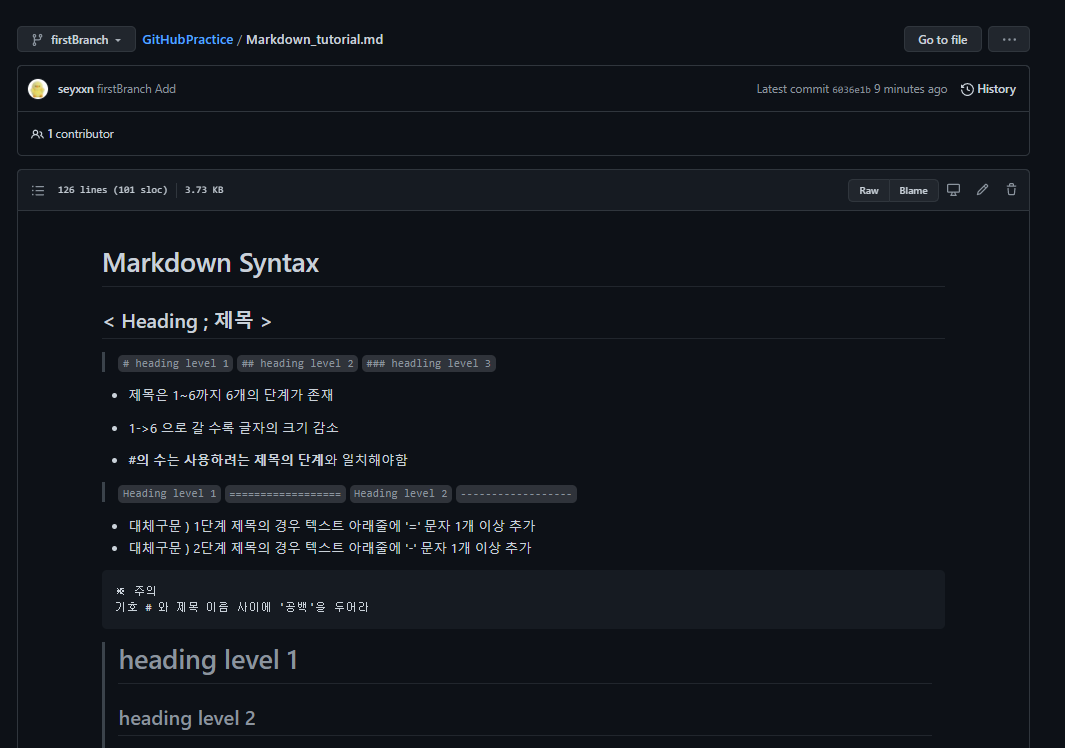 firstBranch GitHubPractice / Markdown_tutorial.md Go to file ...
seyxxn firstBranch Add Latest commit 6036e1b 9 minutes ago History
1 contributor
126 lines (101 sloc) 3.73 KB Raw Blame
Markdown Syntax
< Heading ; 제목 >
# heading level 1 ## heading level 2 ### headling level 3
제목은 1~6까지 6개의 단계가 존재
1->6 으로 갈 수록 글자의 크기 감소
#의 수는 사용하려는 제목의 단계와 일치해야함
Heading level 1 ================== Heading level 2 ------------------
대체구문 ) 1단계 제목의 경우 텍스트 아래줄에 '=' 문자 1개 이상 추가
대체구문 ) 2단계 제목의 경우 텍스트 아래줄에 '-' 문자 1개 이상 추가
주의
기호 # 와 제목 이름 사이에 '공백'을 두어라
heading level 1
heading level 2